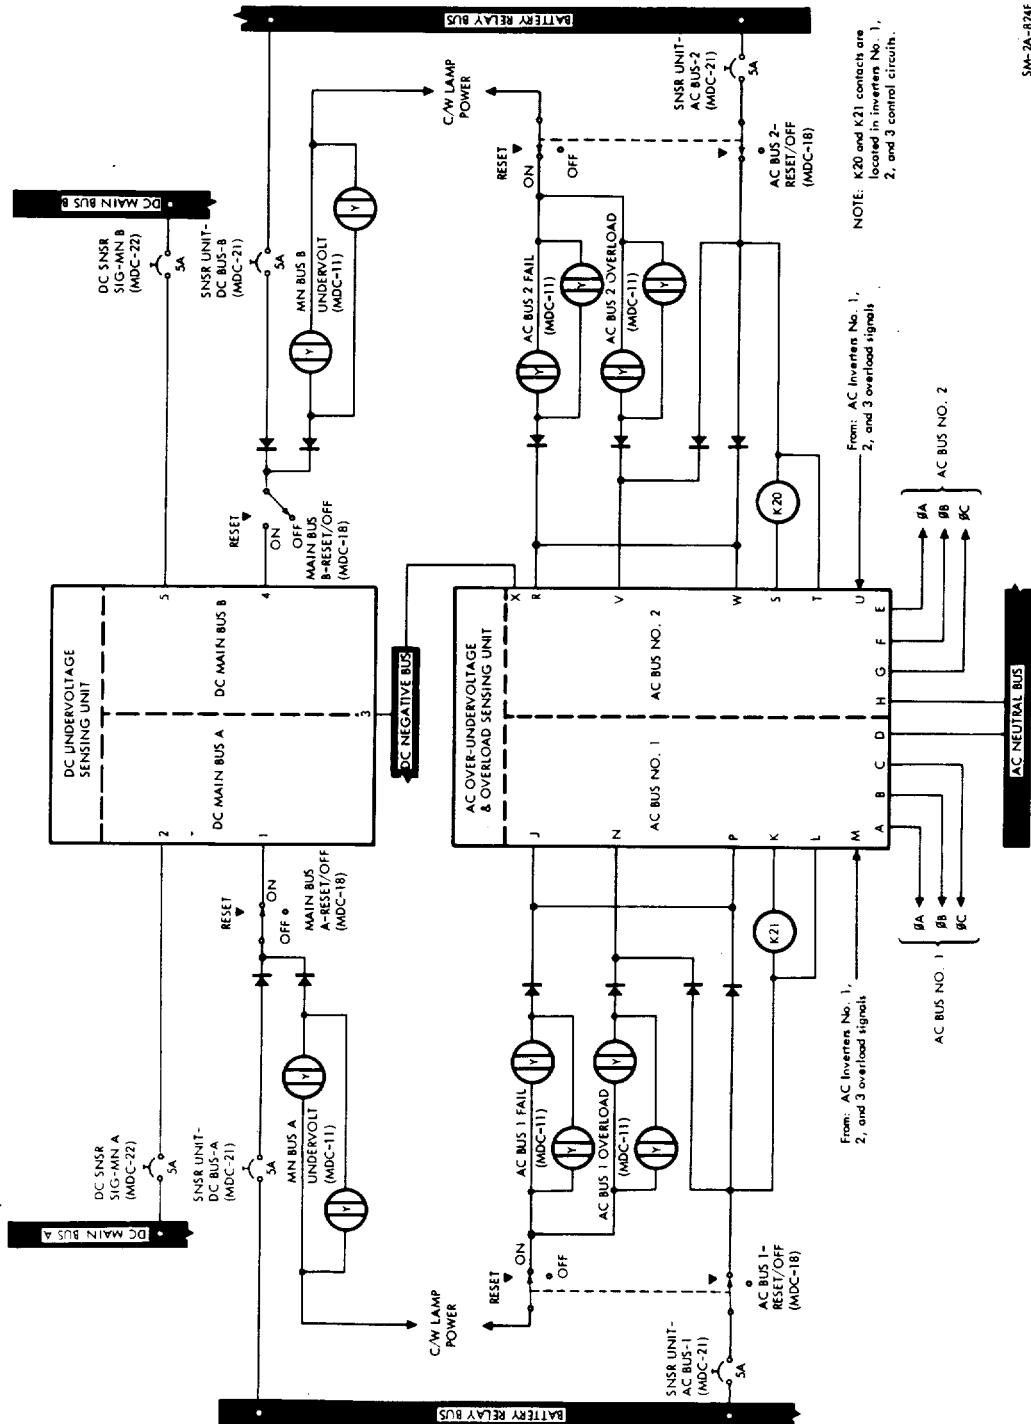 BATTERY RELAY BUS
DC MAIN BUS B
DC SNSR
SIG-MN B
(MDC-22)
5A
SNSR UNIT-
DC BUS-B
(MDC-21)
5A
MN BUS B
UNDERVOLT
(MDC-11)
Y
Y
C/W LAMP
POWER
RESET
ON
OFF
MAIN BUS
B-RESET/OFF
(MDC-18)
SNSR UNIT-
AC BUS-2
(MDC-21)
5A
RESET
ON
OFF
AC BUS 2-
RESET/OFF
(MDC-18)
AC BUS 2 FAIL
(MDC-11)
Y
Y
AC BUS 2 OVERLOAD
(MDC-11)
Y
Y
K20
NOTE: K20 and K21 contacts are
located in inverters No. 1,
2, and 3 control circuits.
From: AC Inverters No. 1,
2, and 3 overload signals
AC BUS NO. 2
ØA
ØB
ØC
DC UNDERVOLTAGE
SENSING UNIT
DC MAIN BUS A
DC MAIN BUS B
2
1
5
4
3
DC NEGATIVE BUS
AC OVER-UNDERVOLTAGE
& OVERLOAD SENSING UNIT
AC BUS NO. 1
AC BUS NO. 2
X
R
V
W
S
T
U
J
N
P
K
L
M
A
B
C
D
H
G
F
E
AC NEUTRAL BUS
RESET
ON
OFF
MAIN BUS
A-RESET/OFF
(MDC-18)
DC SNSR
SIG-MN A
(MDC-22)
5A
DC MAIN BUS A
SNSR UNIT-
DC BUS-A
(MDC-21)
5A
MN BUS A
UNDERVOLT
(MDC-11)
Y
Y
C/W LAMP
POWER
AC BUS 1 FAIL
(MDC-11)
Y
Y
AC BUS 1 OVERLOAD
(MDC-11)
Y
Y
K21
From: AC Inverters No. 1,
2, and 3 overload signals
AC BUS NO. 1
ØA
ØB
ØC
RESET
ON
OFF
AC BUS 1-
RESET/OFF
(MDC-18)
SNSR UNIT-
AC BUS-1
(MDC-21)
5A
BATTERY RELAY BUS
SM-2A-824E